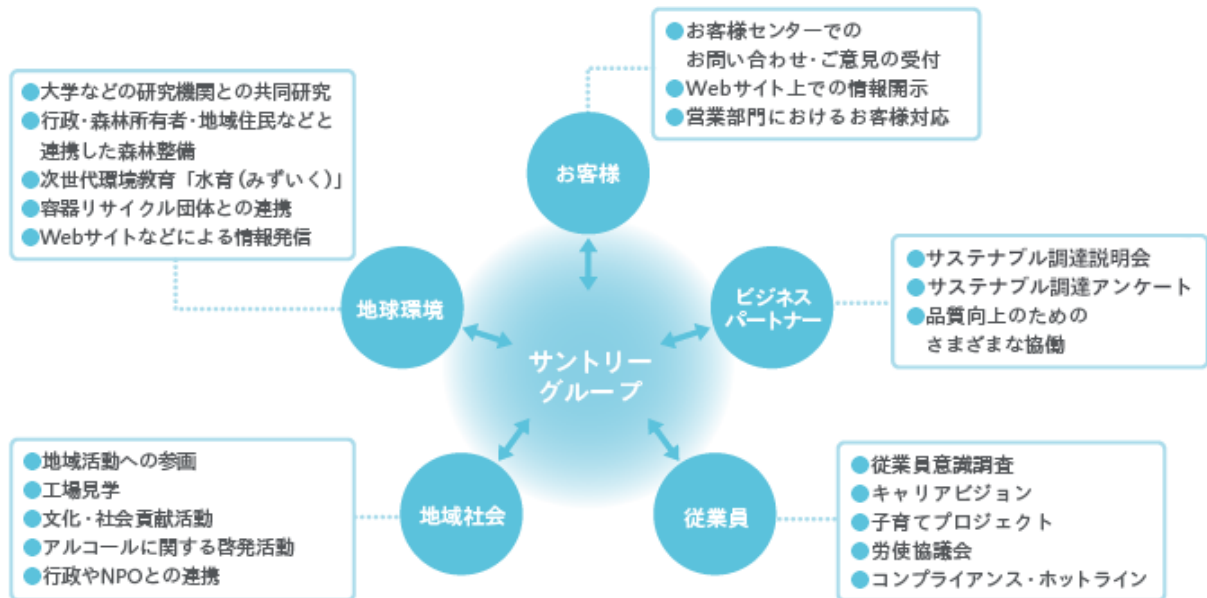 ●お客様センターでの
お問い合わせ・ご意見の受付
●Webサイト上での情報開示
●営業部門におけるお客様対応
お客様
●大学などの研究機関との共同研究
●行政・森林所有者・地域住民などと
連携した森林整備
●次世代環境教育「水育(みずいく)」
●容器リサイクル団体との連携
●Webサイトなどによる情報発信
地球環境
ビジネス
パートナー
●サステナブル調達説明会
●サステナブル調達アンケート
●品質向上のための
さまざまな協働
サントリー
グループ
●地域活動への参画
●工場見学
●文化・社会貢献活動
●アルコールに関する啓発活動
●行政やNPOとの連携
地域社会
従業員
●従業員意識調査
●キャリアビジョン
●子育てプロジェクト
●労使協議会
●コンプライアンス・ホットライン